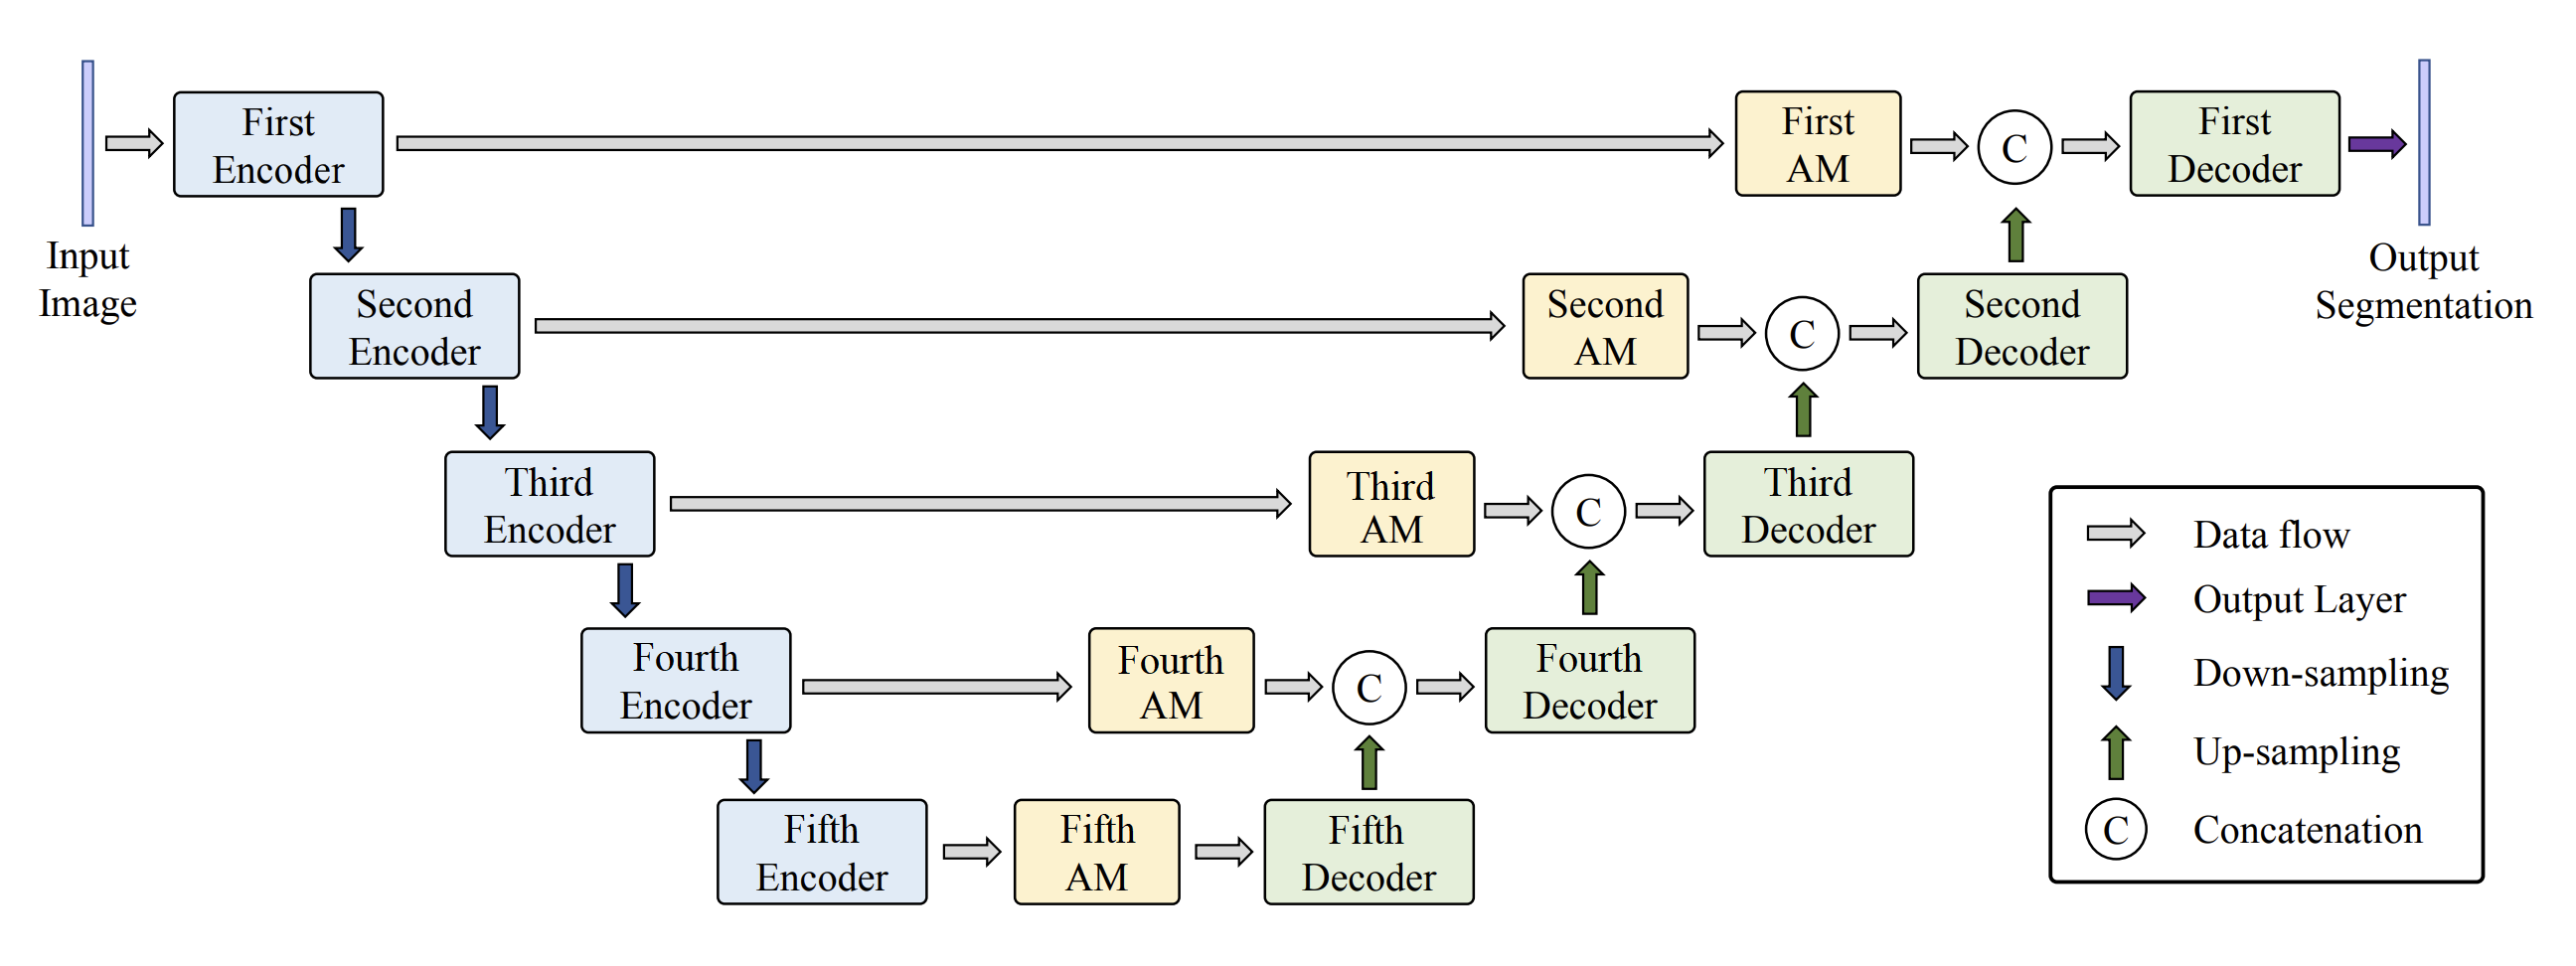 First
Encoder
First
AM
C
First
Decoder
Input
Image
Output
Segmentation
Second
Encoder
Second
AM
C
Second
Decoder
Third
Encoder
Third
AM
C
Third
Decoder
Fourth
Encoder
Fourth
AM
C
Fourth
Decoder
Fifth
Encoder
Fifth
AM
Fifth
Decoder
Data flow
Output Layer
Down-sampling
Up-sampling
C Concatenation